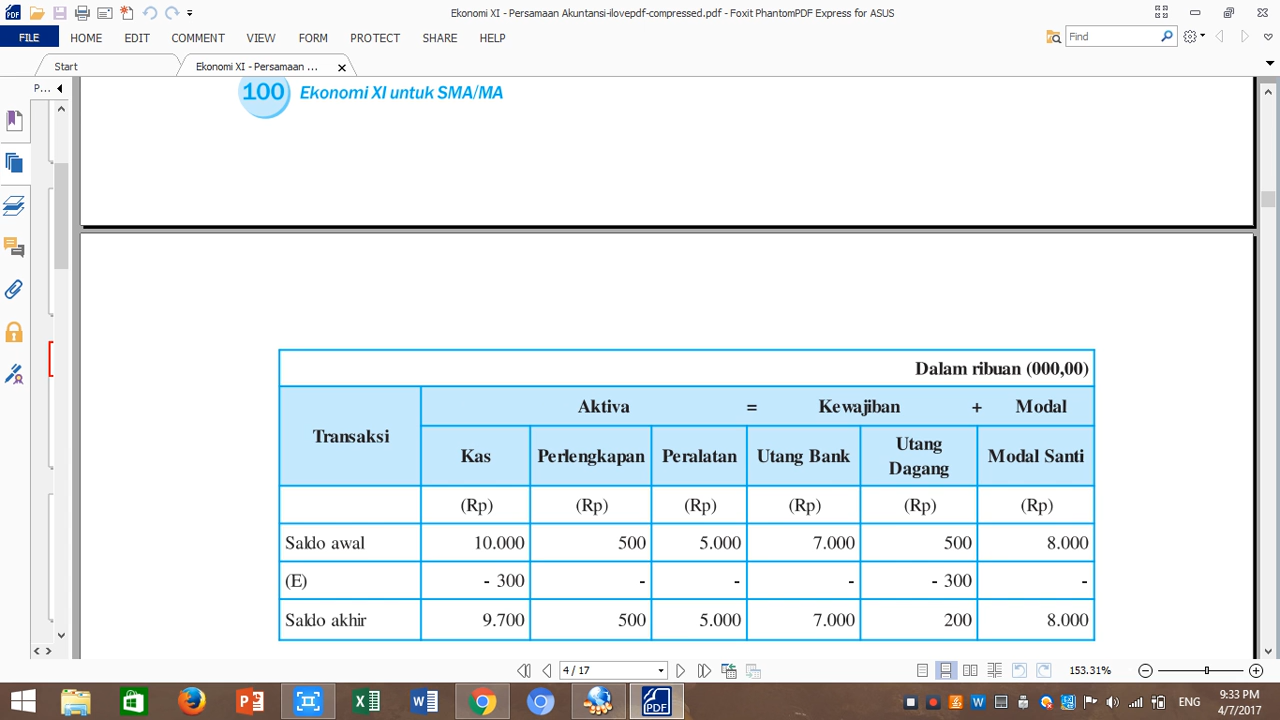 Ekonomi XI - Persamaan Akuntansi-ilovepdf-compressed.pdf - Foxit PhantomPDF Express for ASUS
FILE HOME EDIT COMMENT VIEW FORM PROTECT SHARE HELP
Find
Start Ekonomi XI - Persamaan ...
P...
100 Ekonomi XI untuk SMA/MA
Dalam ribuan (000,00)
Transaksi Aktiva = Kewajiban + Modal
Kas Perlengkapan Peralatan Utang Bank Utang Dagang Modal Santi
(Rp) (Rp) (Rp) (Rp) (Rp) (Rp)
Saldo awal 10.000 500 5.000 7.000 500 8.000
(E) - 300 - - - - 300 -
Saldo akhir 9.700 500 5.000 7.000 200 8.000
4 / 17
153.31%
ENG
9:33 PM
4/7/2017